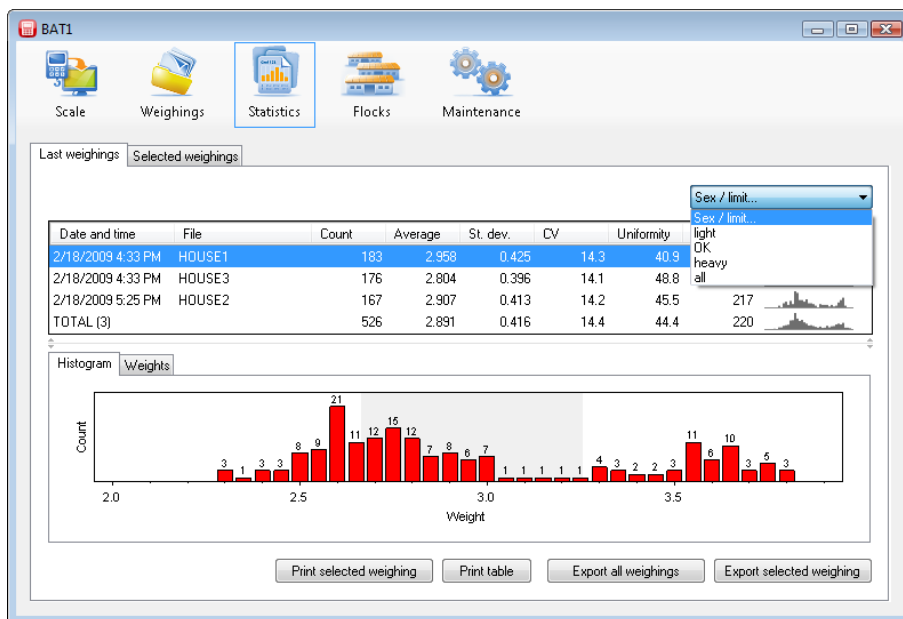 BAT1
Scale Weighings Statistics Flocks Maintenance
Last weighings Selected weighings
Sex / limit...
Sex / limit...
light
OK
heavy
all
Date and time File Count Average St. dev. CV Uniformity
2/18/2009 4:33 PM HOUSE1 183 2.958 0.425 14.3 40.9
2/18/2009 4:33 PM HOUSE3 176 2.804 0.396 14.1 48.8
2/18/2009 5:25 PM HOUSE2 167 2.907 0.413 14.2 45.5 217
TOTAL (3) 526 2.891 0.416 14.4 44.4 220
Histogram Weights
Count
3 1 3 3 8 9 21 11 12 15 12 7 8 6 7 1 1 1 1 1 4 3 2 2 3 11 6 10 3 5 3
2.0 2.5 3.0 3.5
Weight
Print selected weighing Print table Export all weighings Export selected weighing